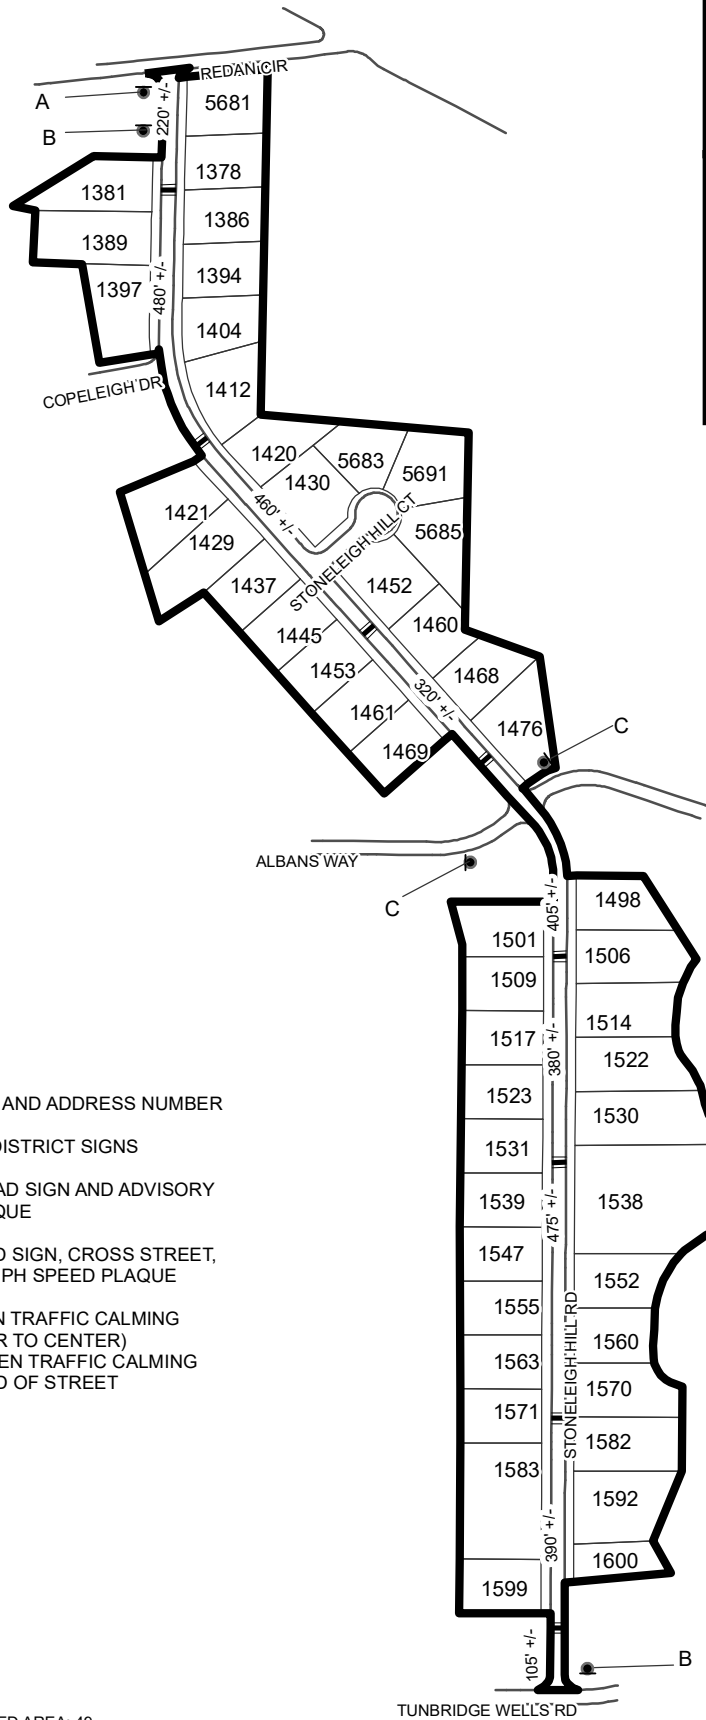 REDAN CIR
A
5681
220' +/-
B
1378
1381
1386
1389
1394
1397
480' +/-
1404
COPELEIGH DR
1412
1420
5683
5691
1430
1421
460' +/-
STONELEIGH HILL CT
5685
1429
1437
1452
1445
1460
1453
1468
1461
320' +/-
1476
C
1469
ALBANS WAY
C
405' +/-
1498
1501
1506
1509
1514
1517
380' +/-
1522
1523
1530
AND ADDRESS NUMBER
1531
DISTRICT SIGNS
1539
475' +/-
1538
AD SIGN AND ADVISORY
QUE
1547
D SIGN, CROSS STREET,
PH SPEED PLAQUE
1552
1555
N TRAFFIC CALMING
R TO CENTER)
EN TRAFFIC CALMING
D OF STREET
1560
1563
STONELEIGH HILL RD
1570
1571
1582
1583
1592
390' +/-
1600
1599
105' +/-
B
TUNBRIDGE WELLS RD